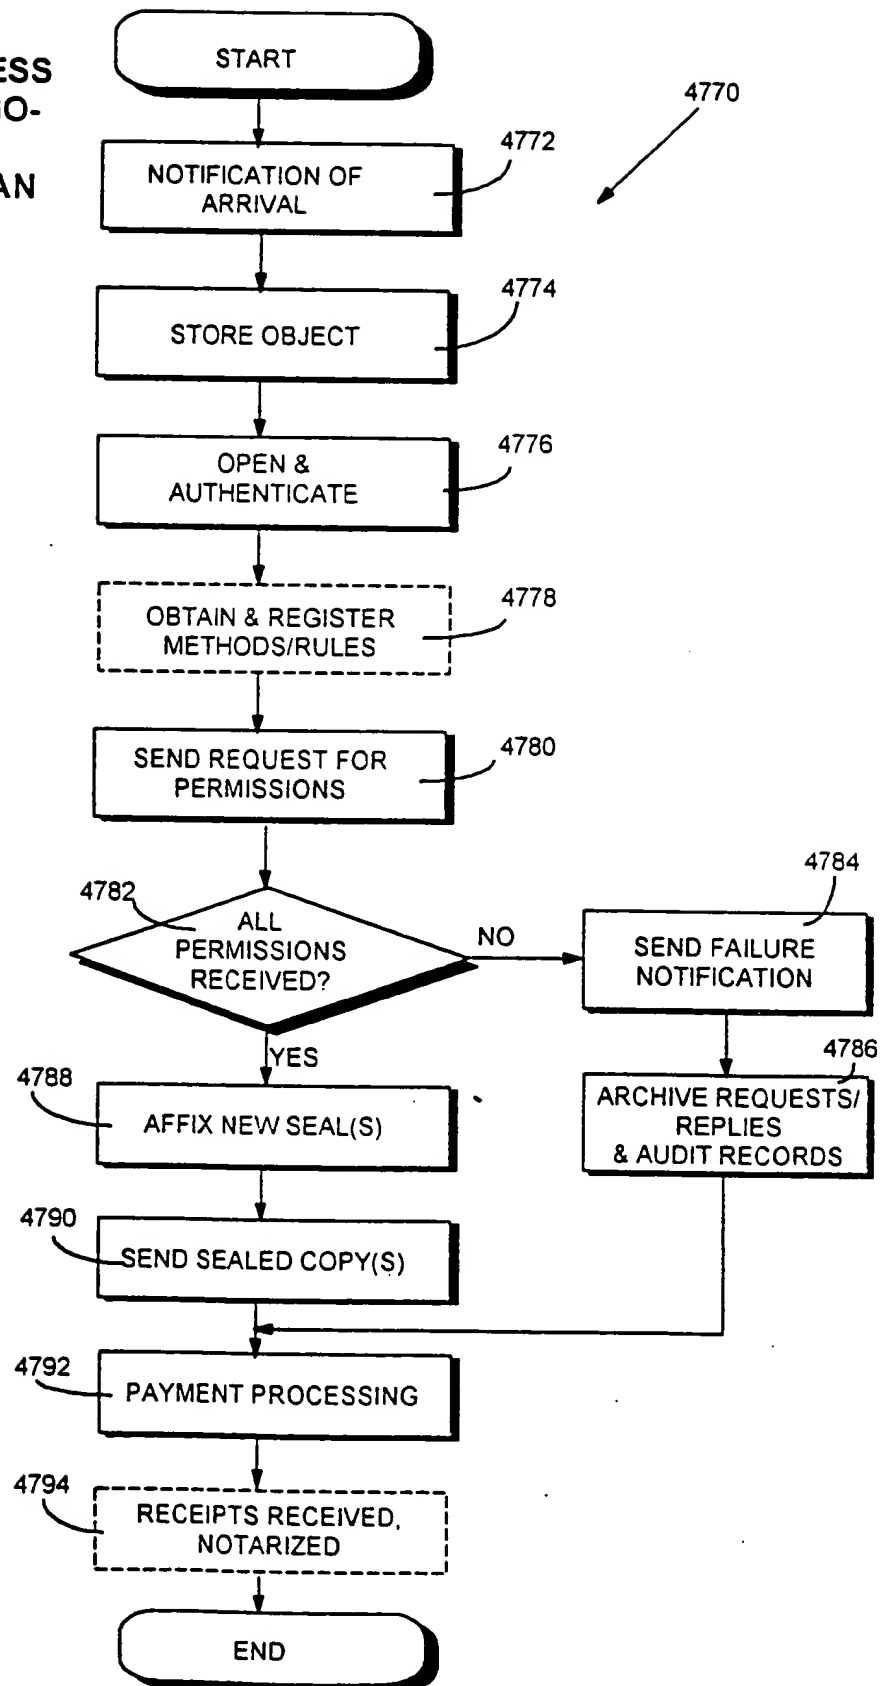 START
ESS
GO-
AN
4770
4772
NOTIFICATION OF
ARRIVAL
4774
STORE OBJECT
4776
OPEN &
AUTHENTICATE
4778
OBTAIN & REGISTER
METHODS/RULES
4780
SEND REQUEST FOR
PERMISSIONS
4782
ALL
PERMISSIONS
RECEIVED?
NO
4784
SEND FAILURE
NOTIFICATION
YES
4786
ARCHIVE REQUESTS/
REPLIES
& AUDIT RECORDS
4788
AFFIX NEW SEAL(S)
4790
SEND SEALED COPY(S)
4792
PAYMENT PROCESSING
4794
RECEIPTS RECEIVED,
NOTARIZED
END